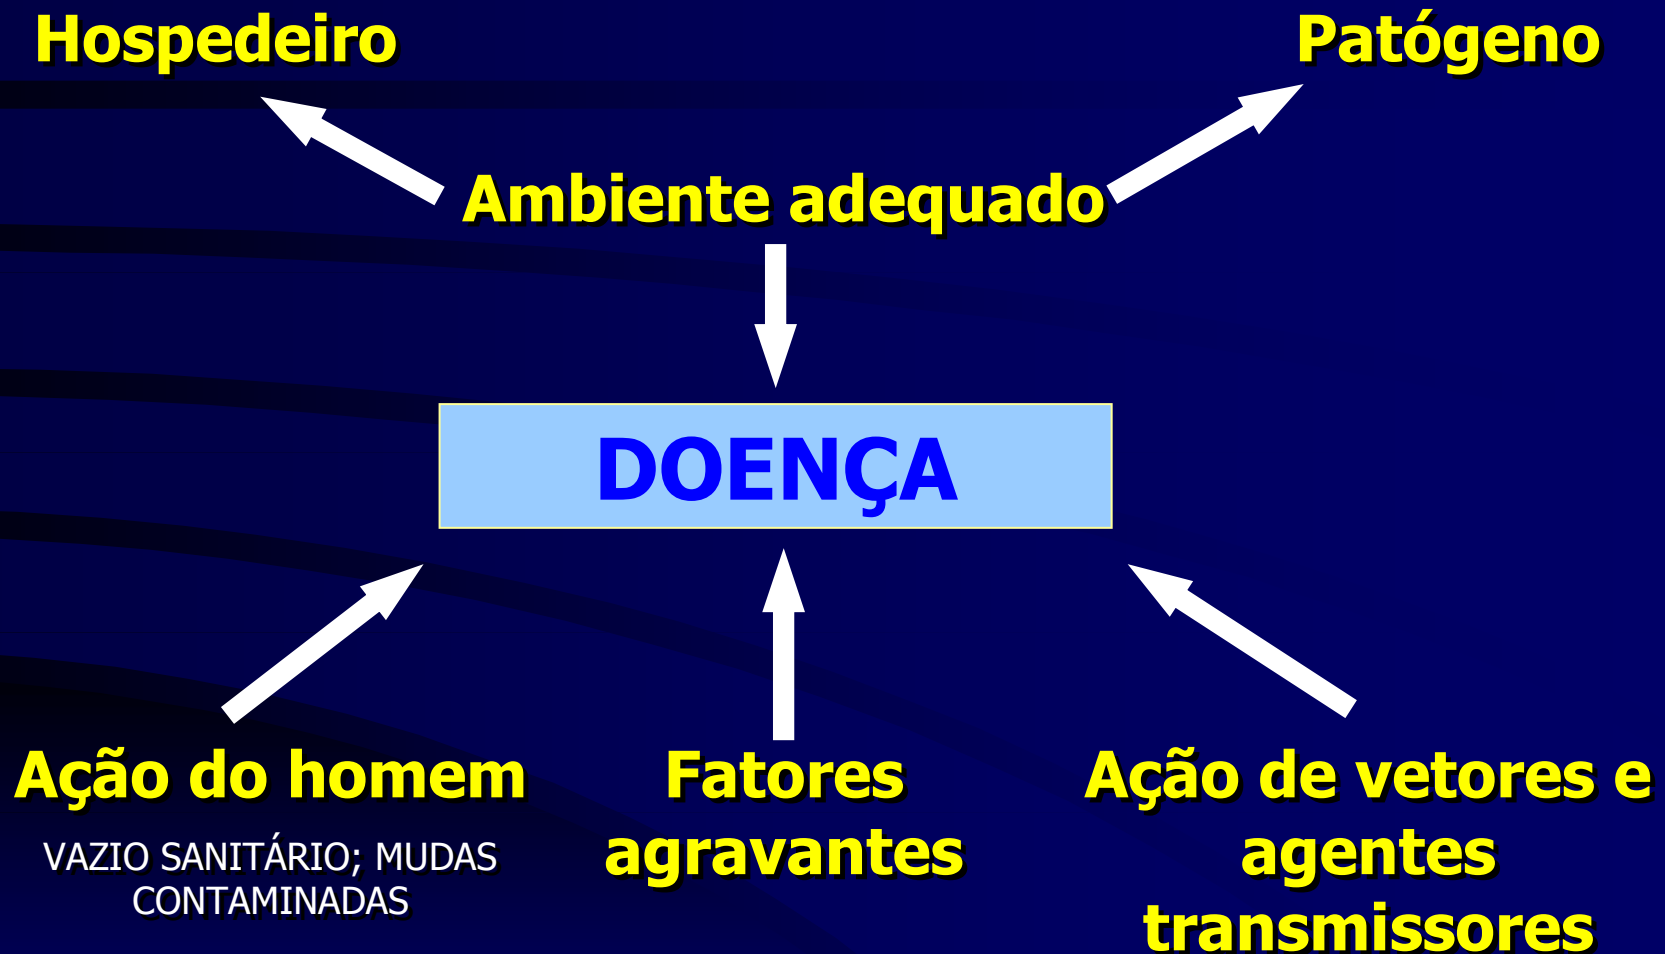 Hospedeiro
Patógeno
Ambiente adequado
DOENÇA
Ação do homem
VAZIO SANITÁRIO; MUDAS
CONTAMINADAS
Fatores
agravantes
Ação de vetores e
agentes
transmissores